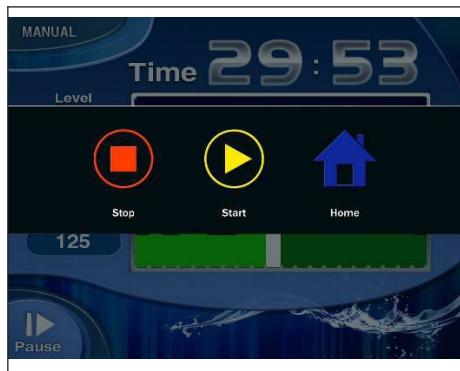 MANUAL
Time 29:53
Level
Stop Start Home
125
Pause